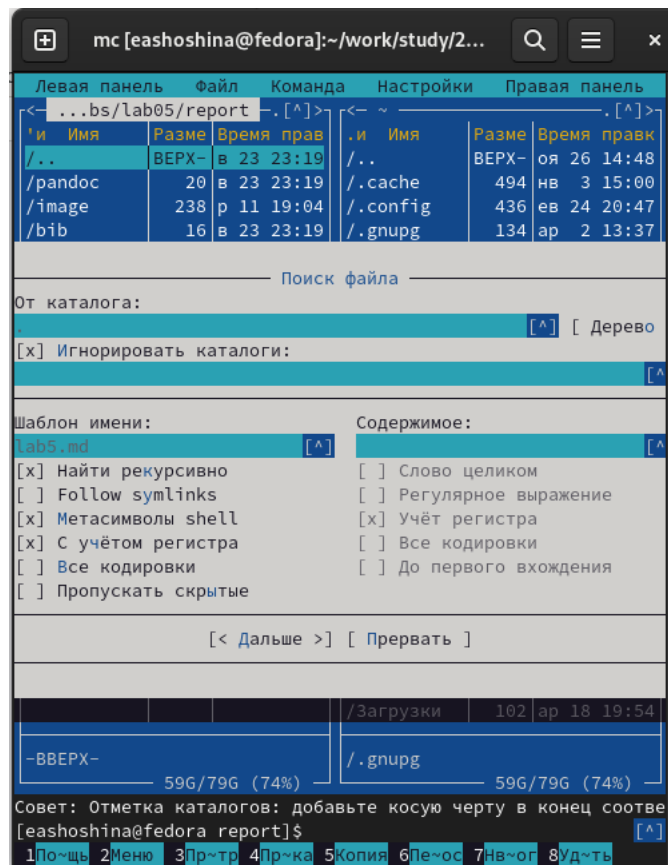 mc [eashoshina@fedora]:~/work/study/2...
Левая панель Файл Команда Настройки Правая панель
<─ ...bs/lab05/report ─.[^]> <─ ~ ─.[^]>
'и Имя Разме Время прав .и Имя Разме Время правк
/.. ВЕРХ- в 23 23:19 /.. ВЕРХ- оя 26 14:48
/pandoc 20 в 23 23:19 /.cache 494 нв 3 15:00
/image 238 р 11 19:04 /.config 436 ев 24 20:47
/bib 16 в 23 23:19 /.gnupg 134 ар 2 13:37
Поиск файла
От каталога:
. [^] [ Дерево
[x] Игнорировать каталоги:
[^
Шаблон имени: Содержимое:
lab5.md [^] [^
[x] Найти рекурсивно [ ] Слово целиком
[ ] Follow symlinks [ ] Регулярное выражение
[x] Метасимволы shell [x] Учёт регистра
[x] С учётом регистра [ ] Все кодировки
[ ] Все кодировки [ ] До первого вхождения
[ ] Пропускать скрытые
[< Дальше >] [ Прервать ]
/Загрузки 102 ар 18 19:54
-ВВЕРХ- /.gnupg
59G/79G (74%) 59G/79G (74%)
Совет: Отметка каталогов: добавьте косую черту в конец соотве
[eashoshina@fedora report]$ [^]
1По~щь 2Меню 3Пр~тр 4Пр~ка 5Копия 6Пе~ос 7Нв~ог 8Уд~ть